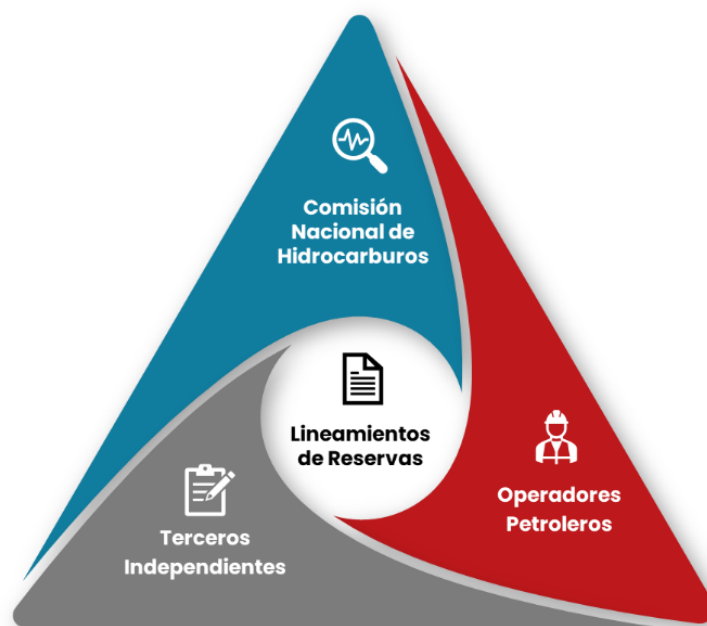 Comisión
Nacional de
Hidrocarburos
Lineamientos
de Reservas
Operadores
Petroleros
Terceros
Independientes